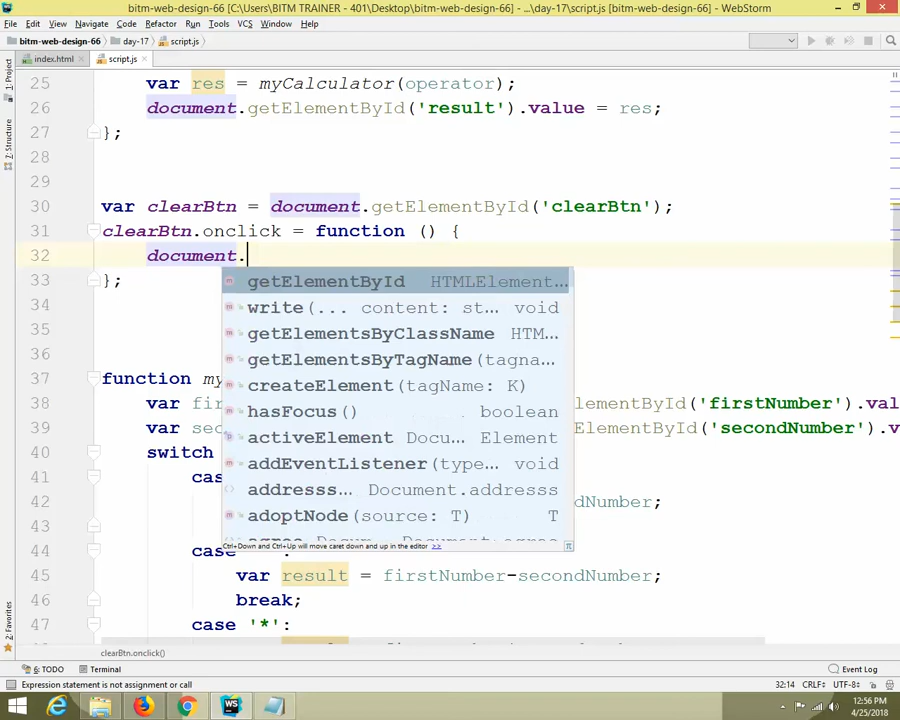 bitm-web-design-66 [C:\Users\BITM TRAINER - 401\Desktop\bitm-web-design-66] - ...\day-17\script.js - WebStorm
File Edit View Navigate Code Refactor Run Tools VCS Window Help
bitm-web-design-66 day-17 script.js
index.html script.js
1: Project
7: Structure
2: Favorites
25 var res = myCalculator(operator);
26 document.getElementById('result').value = res;
27 };
28
29
30 var clearBtn = document.getElementById('clearBtn');
31 clearBtn.onclick = function () {
32 document.
33 };
34
35
36
37 function my
38 var fir ementById('firstNumber').val
39 var sec ElementById('secondNumber').v
40 switch
41 cas
42 ndNumber;
43
44 case
45 var result = firstNumber-secondNumber;
46 break;
47 case '*':
getElementById HTMLElement...
write(... content: st... void
getElementsByClassName HTM...
getElementsByTagName(tagna...
createElement(tagName: K)
hasFocus() boolean
activeElement Docu... Element
addEventListener(type... void
addresss... Document.addresss
adoptNode(source: T) T
Ctrl+Down and Ctrl+Up will move caret down and up in the editor >>
clearBtn.onclick()
6: TODO Terminal Event Log
Expression statement is not assignment or call 32:14 CRLF÷ UTF-8÷
12:56 PM
4/25/2018